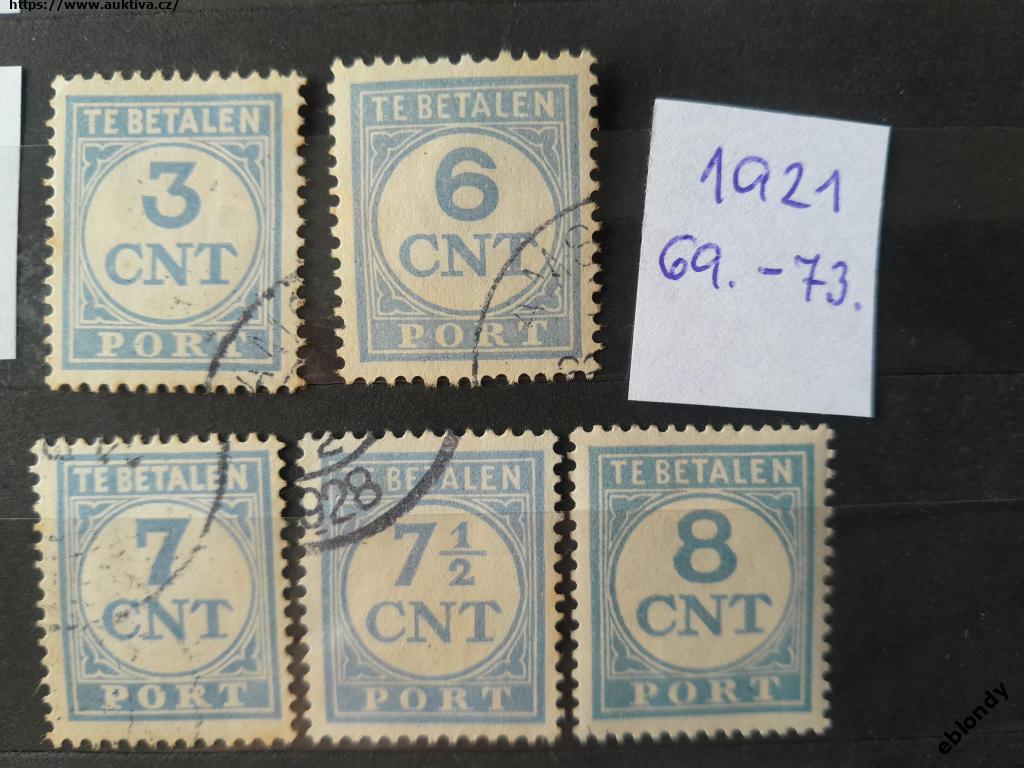 https://www.auktiva.cz/
TE BETALEN
3
CNT
PORT
TE BETALEN
6
CNT
PORT
1921
69. - 73.
TE BETALEN
7
CNT
PORT
BETALEN
1928
7 1/2
CNT
PORT
TE BETALEN
8
CNT
PORT
eblondy